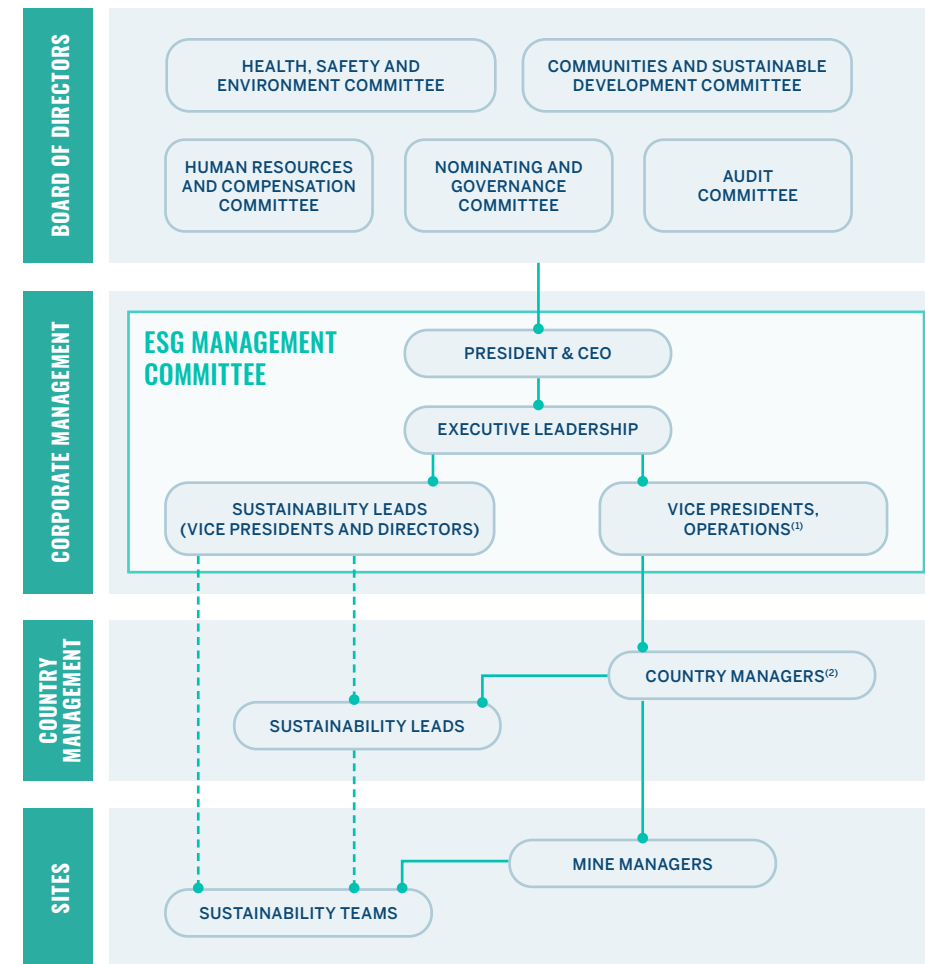 BOARD OF DIRECTORS
HEALTH, SAFETY AND
ENVIRONMENT COMMITTEE
COMMUNITIES AND SUSTAINABLE
DEVELOPMENT COMMITTEE
HUMAN RESOURCES
AND COMPENSATION
COMMITTEE
NOMINATING AND
GOVERNANCE
COMMITTEE
AUDIT
COMMITTEE
CORPORATE MANAGEMENT
ESG MANAGEMENT
COMMITTEE
PRESIDENT & CEO
EXECUTIVE LEADERSHIP
SUSTAINABILITY LEADS
(VICE PRESIDENTS AND DIRECTORS)
VICE PRESIDENTS,
OPERATIONS(1)
COUNTRY
MANAGEMENT
COUNTRY MANAGERS(2)
SUSTAINABILITY LEADS
SITES
MINE MANAGERS
SUSTAINABILITY TEAMS